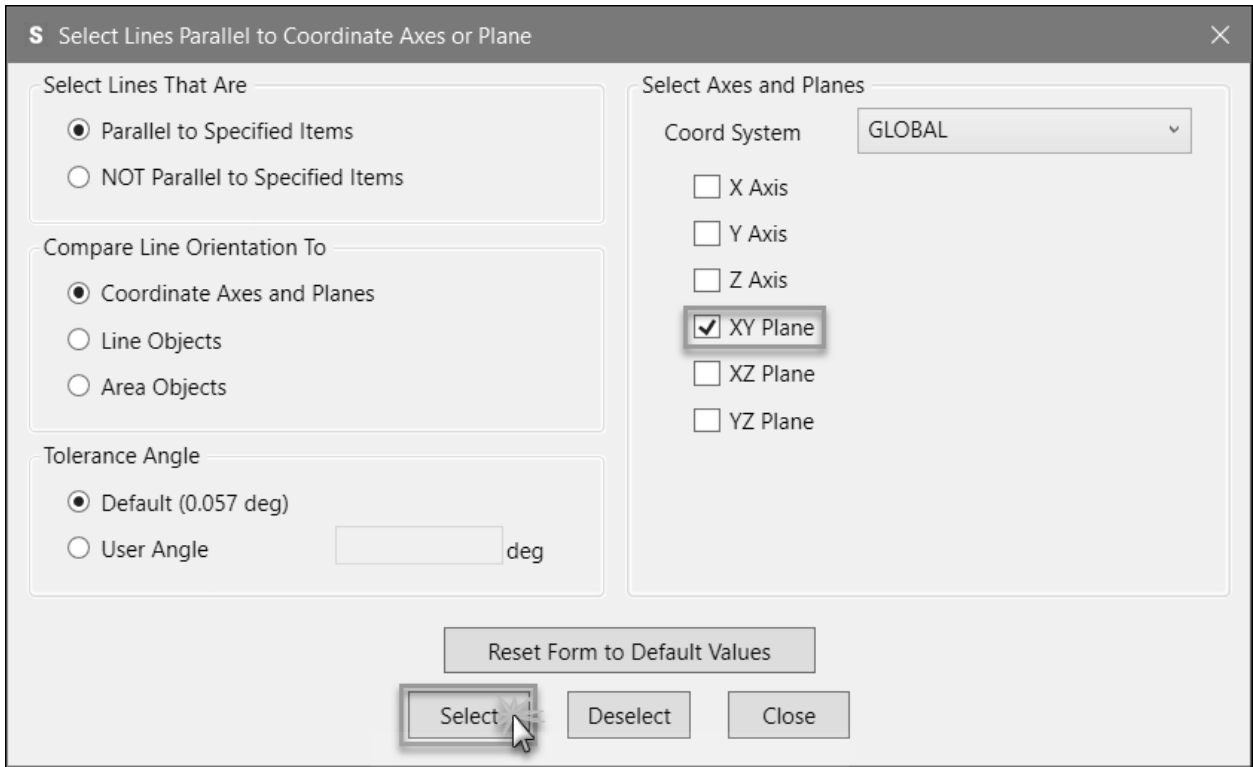 S Select Lines Parallel to Coordinate Axes or Plane
Select Lines That Are
Parallel to Specified Items
NOT Parallel to Specified Items
Compare Line Orientation To
Coordinate Axes and Planes
Line Objects
Area Objects
Tolerance Angle
Default (0.057 deg)
User Angle deg
Select Axes and Planes
Coord System GLOBAL
X Axis
Y Axis
Z Axis
XY Plane
XZ Plane
YZ Plane
Reset Form to Default Values
Select Deselect Close